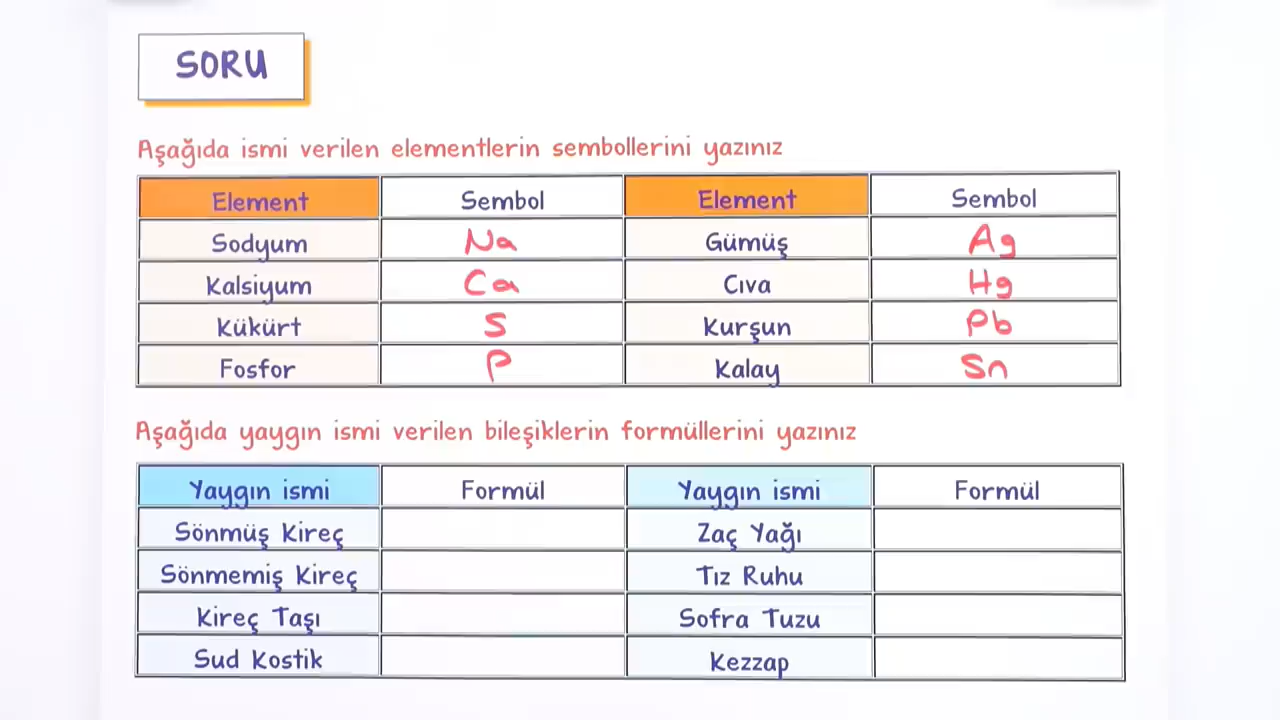 SORU
Aşağıda ismi verilen elementlerin sembollerini yazınız
Element Sembol Element Sembol
Sodyum Na Gümüş Ag
Kalsiyum Ca Cıva Hg
Kükürt S Kurşun Pb
Fosfor P Kalay Sn
Aşağıda yaygın ismi verilen bileşiklerin formüllerini yazınız
Yaygın ismi Formül Yaygın ismi Formül
Sönmüş Kireç Zaç Yağı
Sönmemiş Kireç Tız Ruhu
Kireç Taşı Sofra Tuzu
Sud Kostik Kezzap